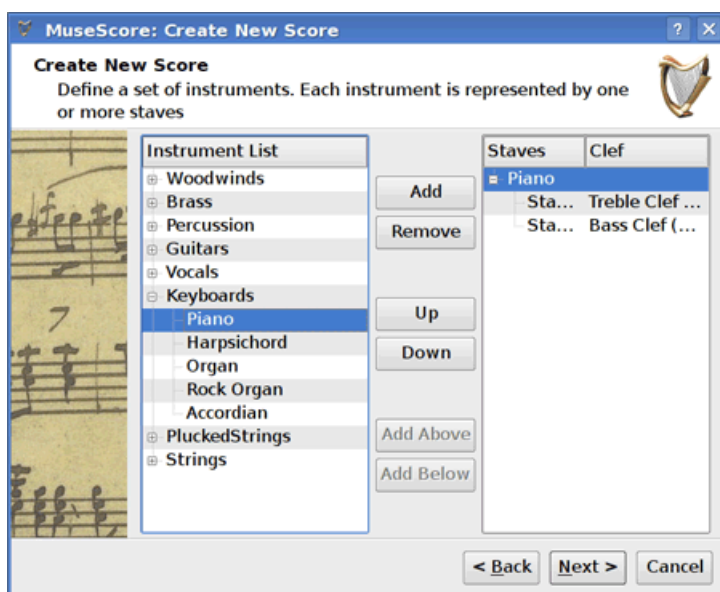 MuseScore: Create New Score
?
Create New Score
Define a set of instruments. Each instrument is represented by one
or more staves
Instrument List
Woodwinds
Brass
Percussion
Guitars
Vocals
Keyboards
Piano
Harpsichord
Organ
Rock Organ
Accordian
PluckedStrings
Strings
Add
Remove
Up
Down
Add Above
Add Below
Staves Clef
Piano
Sta... Treble Clef ...
Sta... Bass Clef (...
7
< Back Next > Cancel